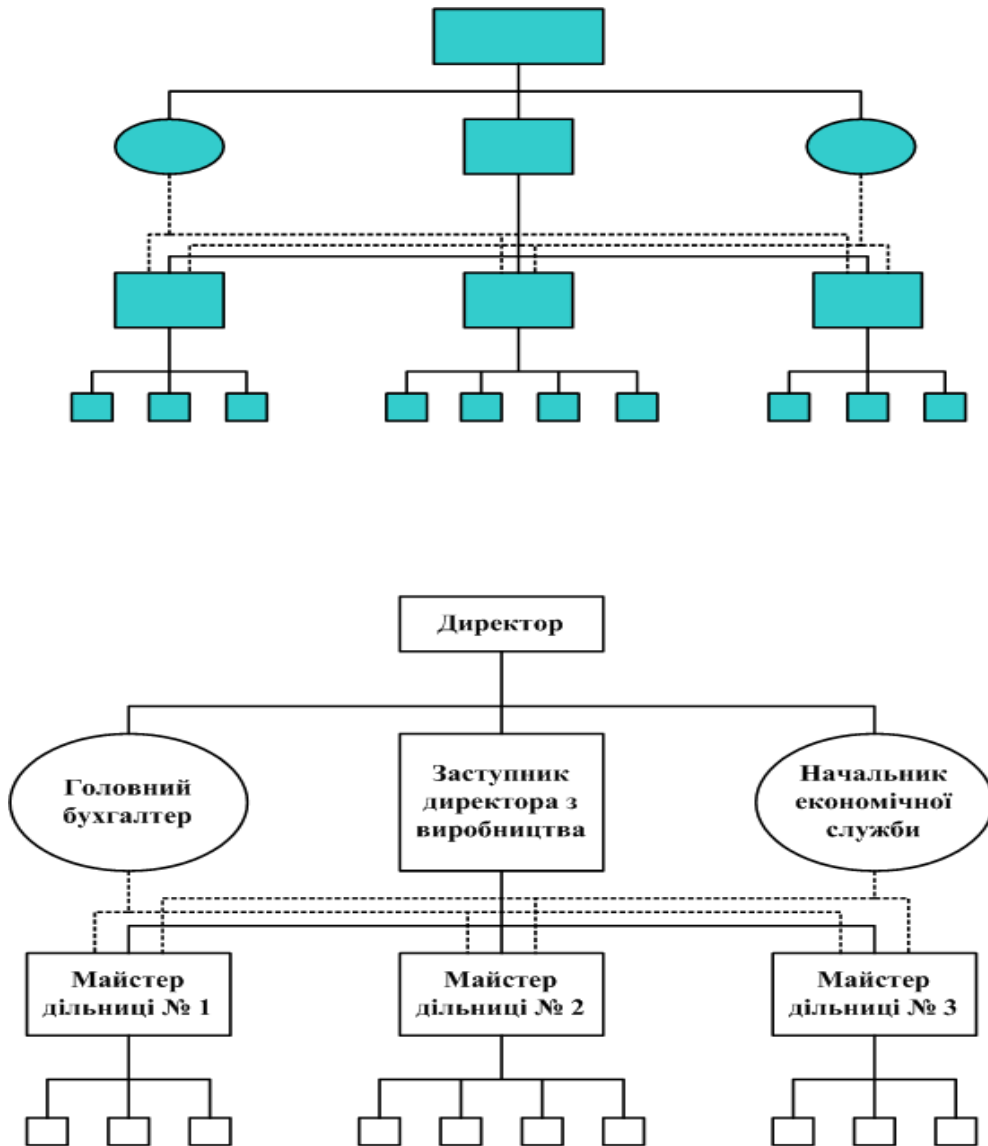 Директор
Головний
бухгалтер
Заступник
директора з
виробництва
Начальник
економічної
служби
Майстер
дільниці № 1
Майстер
дільниці № 2
Майстер
дільниці № 3